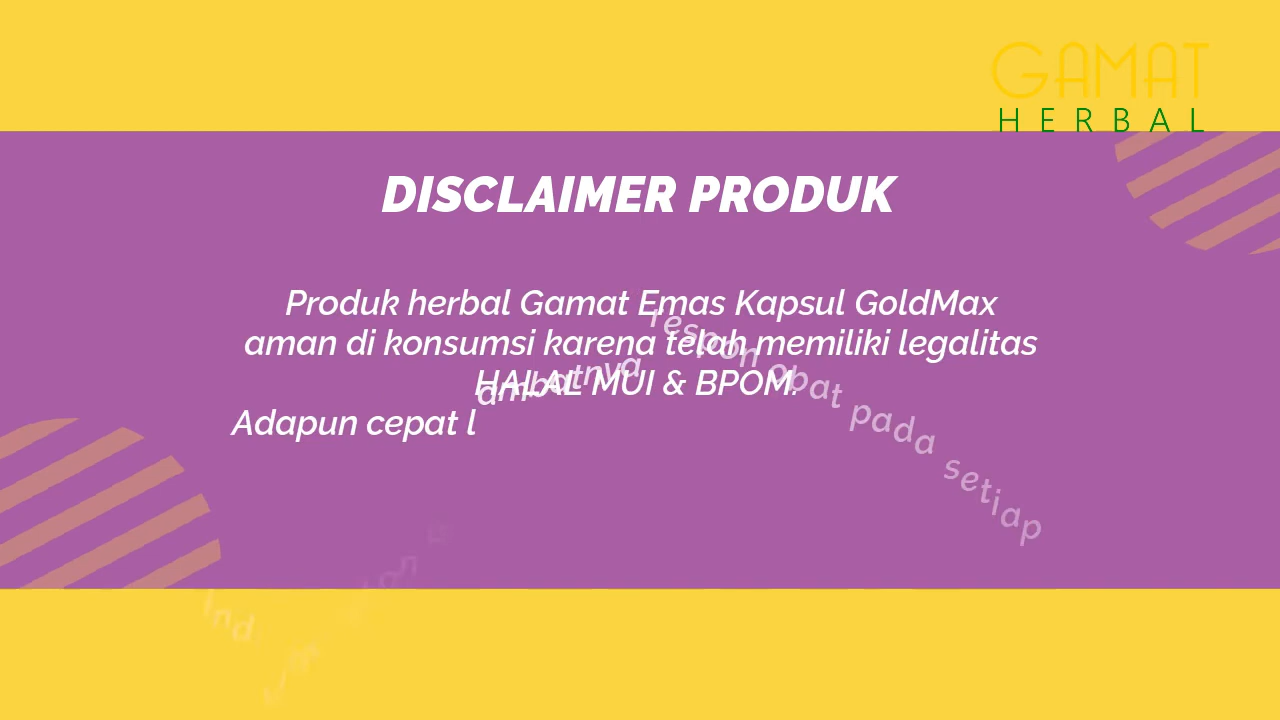 GAMAT
HERBAL
DISCLAIMER PRODUK
Produk herbal Gamat Emas Kapsul GoldMax
aman di konsumsi karena telah memiliki legalitas
HALAL MUI & BPOM.
Adapun cepat lambatnya respon obat pada setiap